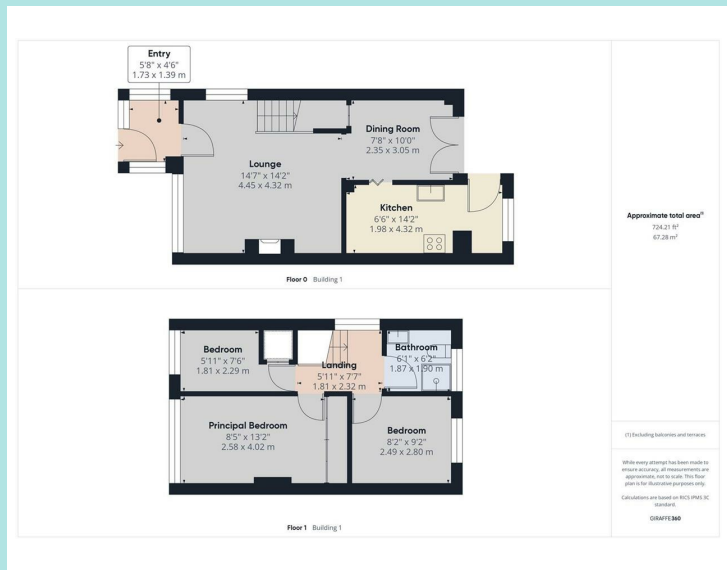 Entry
5'8" x 4'6"
1.73 x 1.39 m
Dining Room
7'8" x 10'0"
2.35 x 3.05 m
Lounge
14'7" x 14'2"
4.45 x 4.32 m
Kitchen
6'6" x 14'2"
1.98 x 4.32 m
Floor 0 Building 1
Approximate total area(1)
724.21 ft²
67.28 m²
Bedroom
5'11" x 7'6"
1.81 x 2.29 m
Landing
5'11" x 7'7"
1.81 x 2.32 m
Bathroom
6'1" x 6'2"
1.87 x 1.90 m
Principal Bedroom
8'5" x 13'2"
2.58 x 4.02 m
Bedroom
8'2" x 9'2"
2.49 x 2.80 m
Floor 1 Building 1
(1) Excluding balconies and terraces
While every attempt has been made to
ensure accuracy, all measurements are
approximate, not to scale. This floor
plan is for illustrative purposes only.
Calculations are based on RICS IPMS 3C
standard.
GIRAFFE360